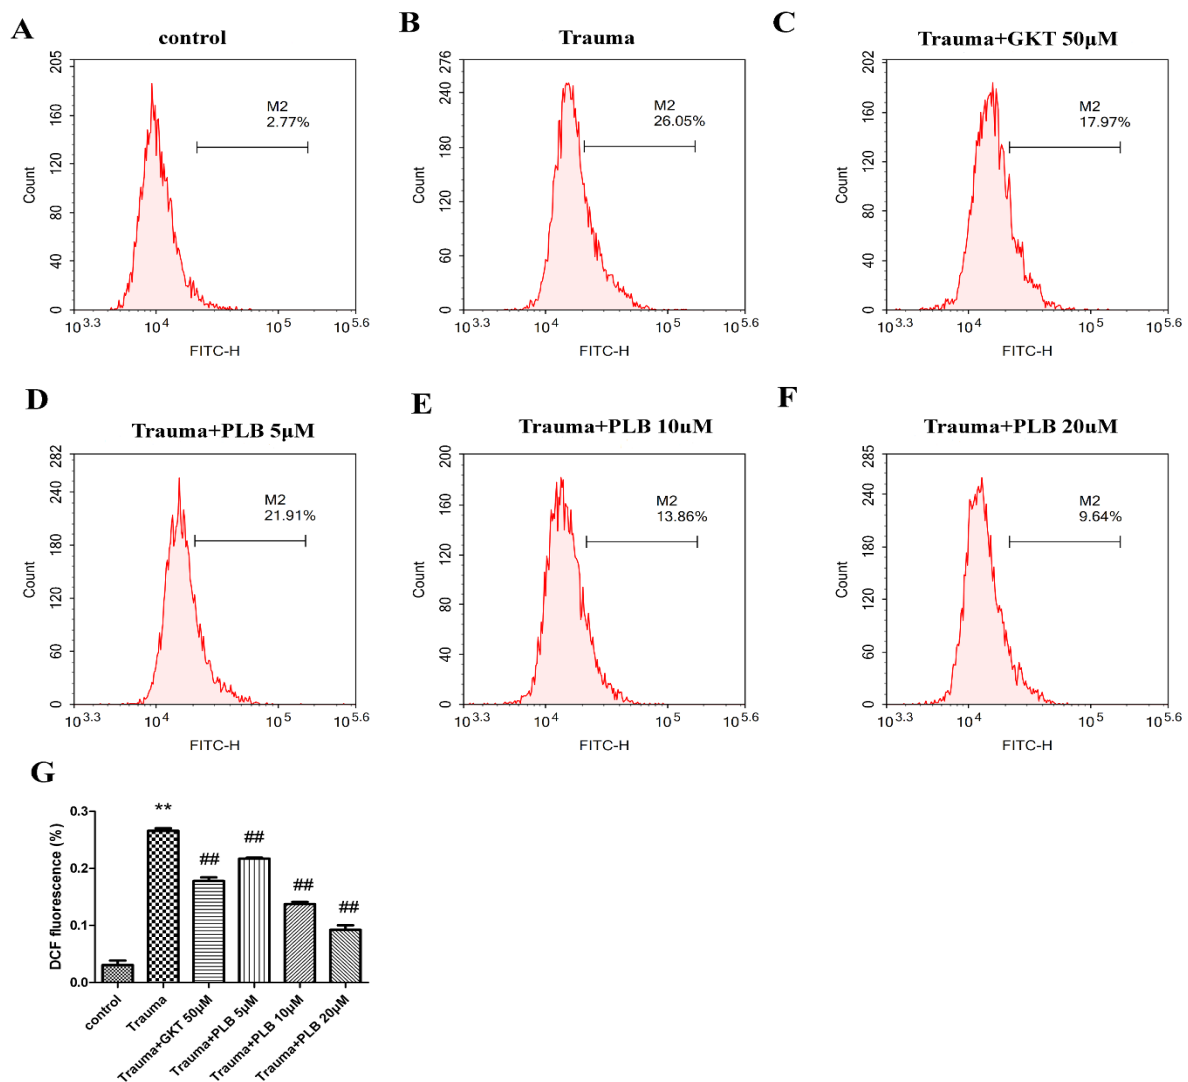 A
control
205
160
120
80
40
0
Count
M2
2.77%
10^3.3
10^4
10^5
10^5.6
FITC-H
B
Trauma
276
240
180
120
60
0
Count
M2
26.05%
10^3.3
10^4
10^5
10^5.6
FITC-H
C
Trauma+GKT 50μM
202
160
120
80
40
0
Count
M2
17.97%
10^3.3
10^4
10^5
10^5.6
FITC-H
D
Trauma+PLB 5μM
282
240
180
120
60
0
Count
M2
21.91%
10^3.3
10^4
10^5
10^5.6
FITC-H
E
Trauma+PLB 10μM
200
160
120
80
40
0
Count
M2
13.86%
10^3.3
10^4
10^5
10^5.6
FITC-H
F
Trauma+PLB 20μM
285
240
180
120
60
0
Count
M2
9.64%
10^3.3
10^4
10^5
10^5.6
FITC-H
G
DCF fluorescence (%)
0.3
0.2
0.1
0.0
**
##
##
##
##
control
Trauma
Trauma+GKT 50μM
Trauma+PLB 5μM
Trauma+PLB 10μM
Trauma+PLB 20μM